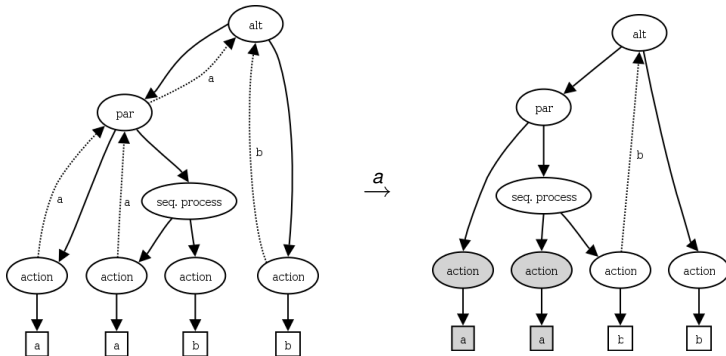 alt
a
par
b
a
a
seq. process
action
action
action
action
a
a
b
b
a
→
alt
par
b
seq. process
action
action
action
action
a
a
b
b